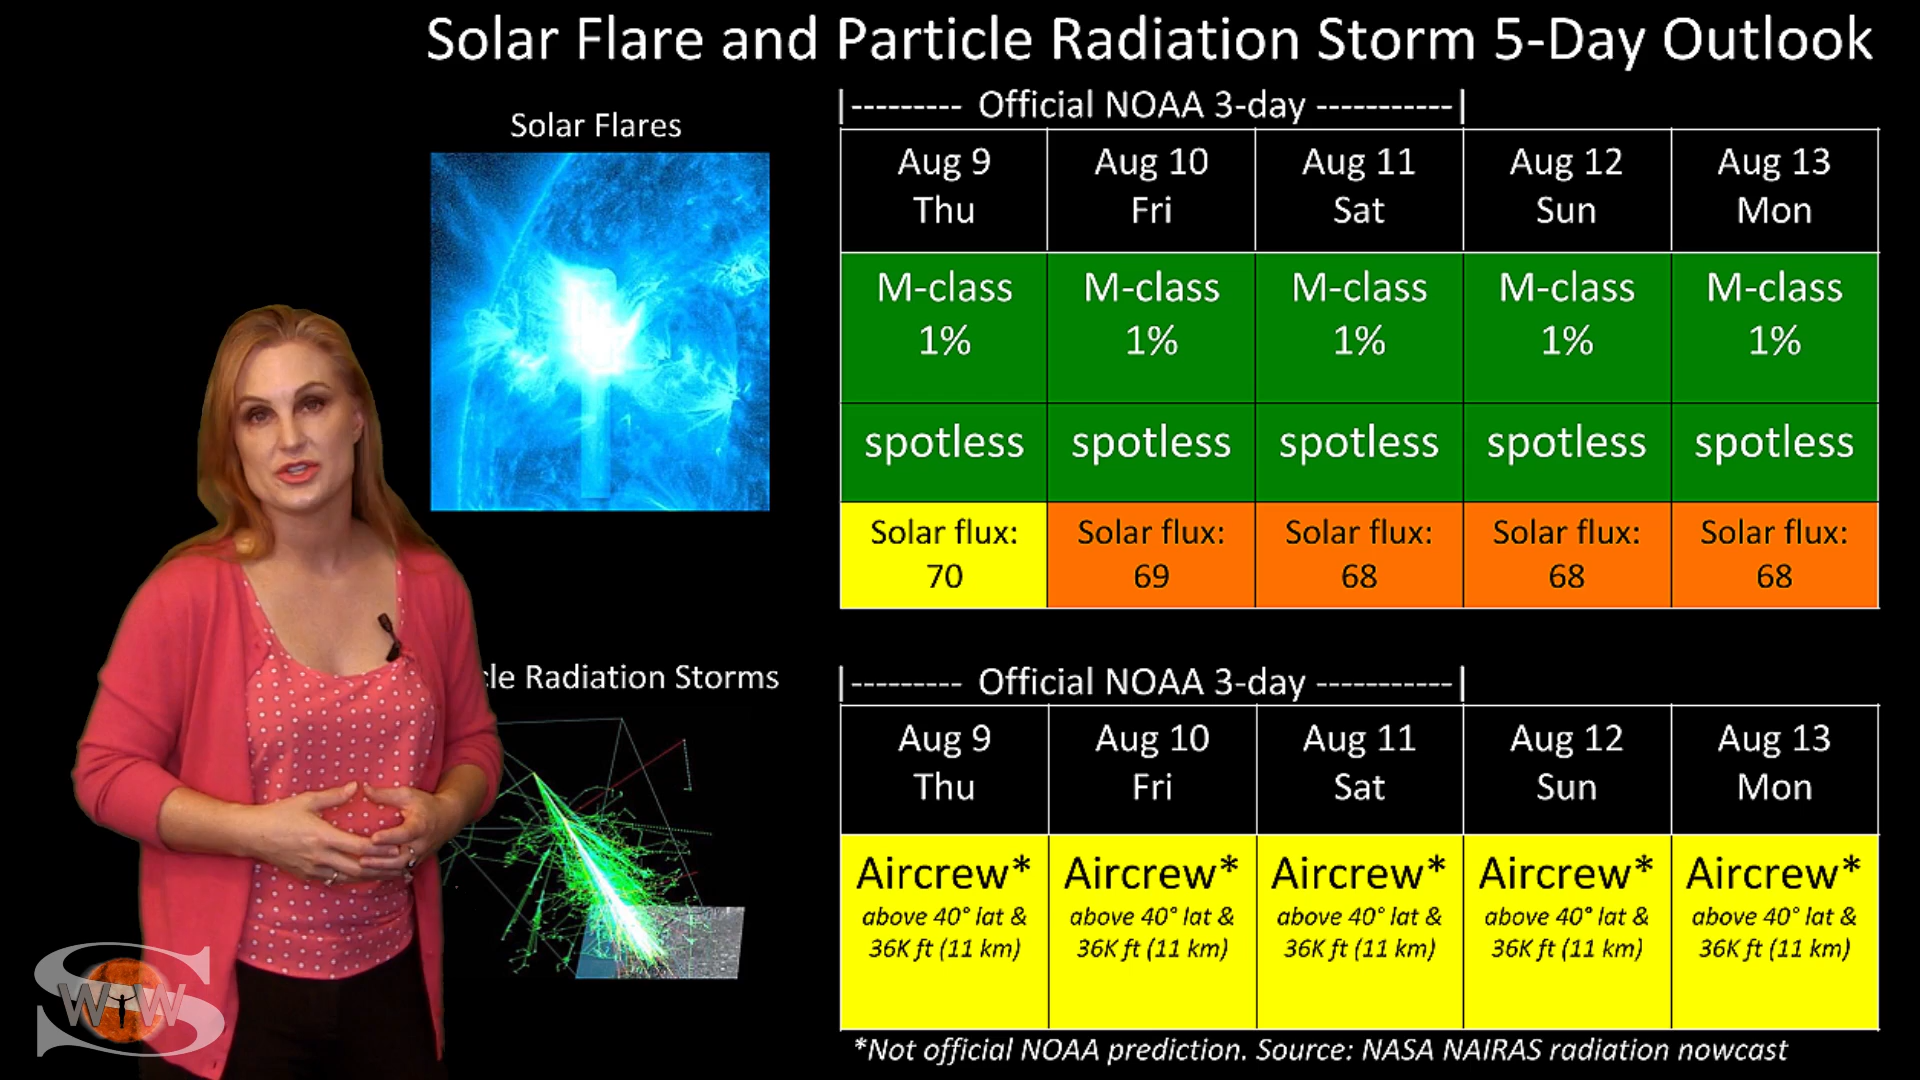 Solar Flare and Particle Radiation Storm 5-Day Outlook
Solar Flares
|--------- Official NOAA 3-day -----------|
Aug 9 Aug 10 Aug 11 Aug 12 Aug 13
Thu Fri Sat Sun Mon
M-class M-class M-class M-class M-class
1% 1% 1% 1% 1%
spotless spotless spotless spotless spotless
Solar flux: Solar flux: Solar flux: Solar flux: Solar flux:
70 69 68 68 68
cle Radiation Storms
|--------- Official NOAA 3-day -----------|
Aug 9 Aug 10 Aug 11 Aug 12 Aug 13
Thu Fri Sat Sun Mon
Aircrew* Aircrew* Aircrew* Aircrew* Aircrew*
above 40° lat & above 40° lat & above 40° lat & above 40° lat & above 40° lat &
36K ft (11 km) 36K ft (11 km) 36K ft (11 km) 36K ft (11 km) 36K ft (11 km)
*Not official NOAA prediction. Source: NASA NAIRAS radiation nowcast
S
WW